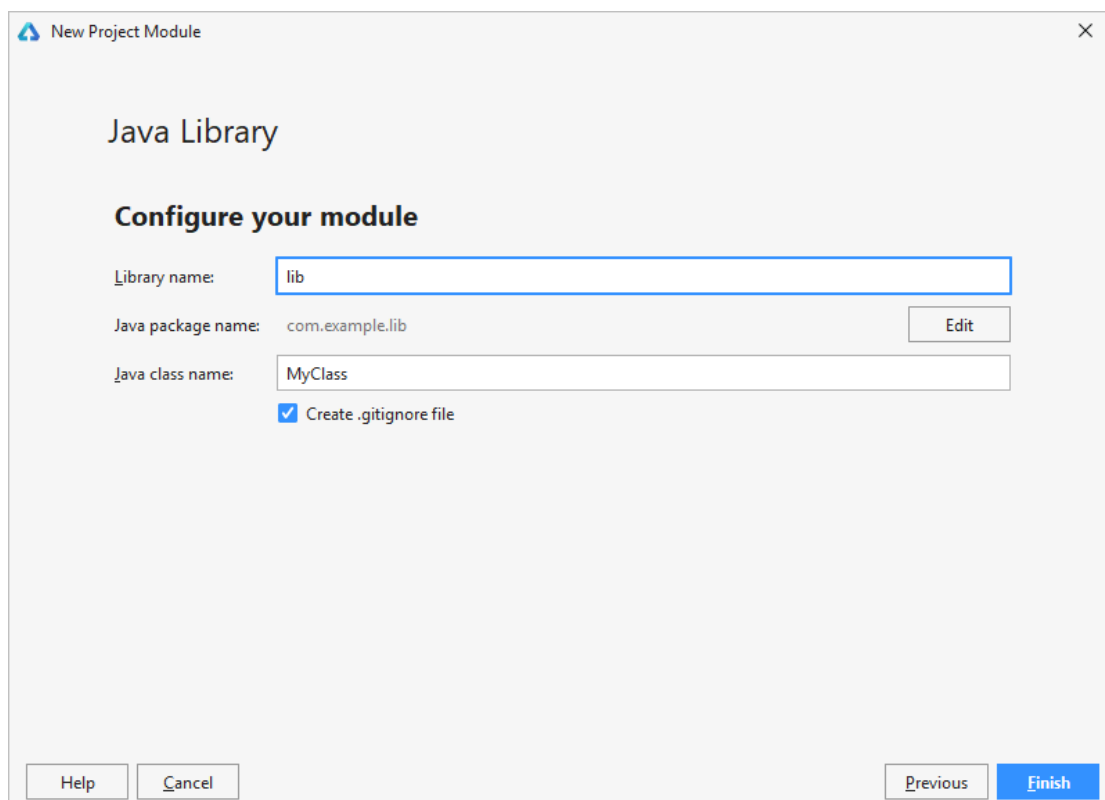 New Project Module
Java Library
Configure your module
Library name: lib
Java package name: com.example.lib Edit
Java class name: MyClass
Create .gitignore file
Help Cancel Previous Finish